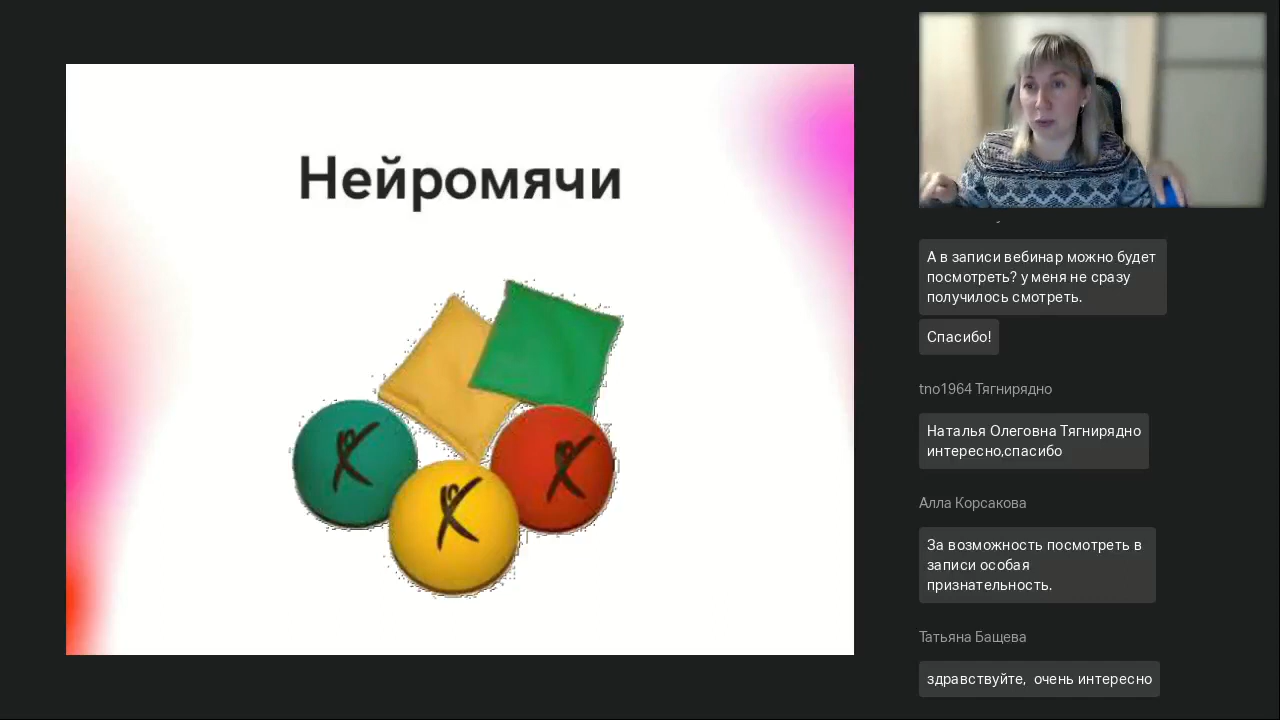 Нейромячи
А в записи вебинар можно будет
посмотреть? у меня не сразу
получилось смотреть.
Спасибо!
tno1964 Тягнирядно
Наталья Олеговна Тягнирядно
интересно,спасибо
Алла Корсакова
За возможность посмотреть в
записи особая
признательность.
Татьяна Бащева
здравствуйте,  очень интересно